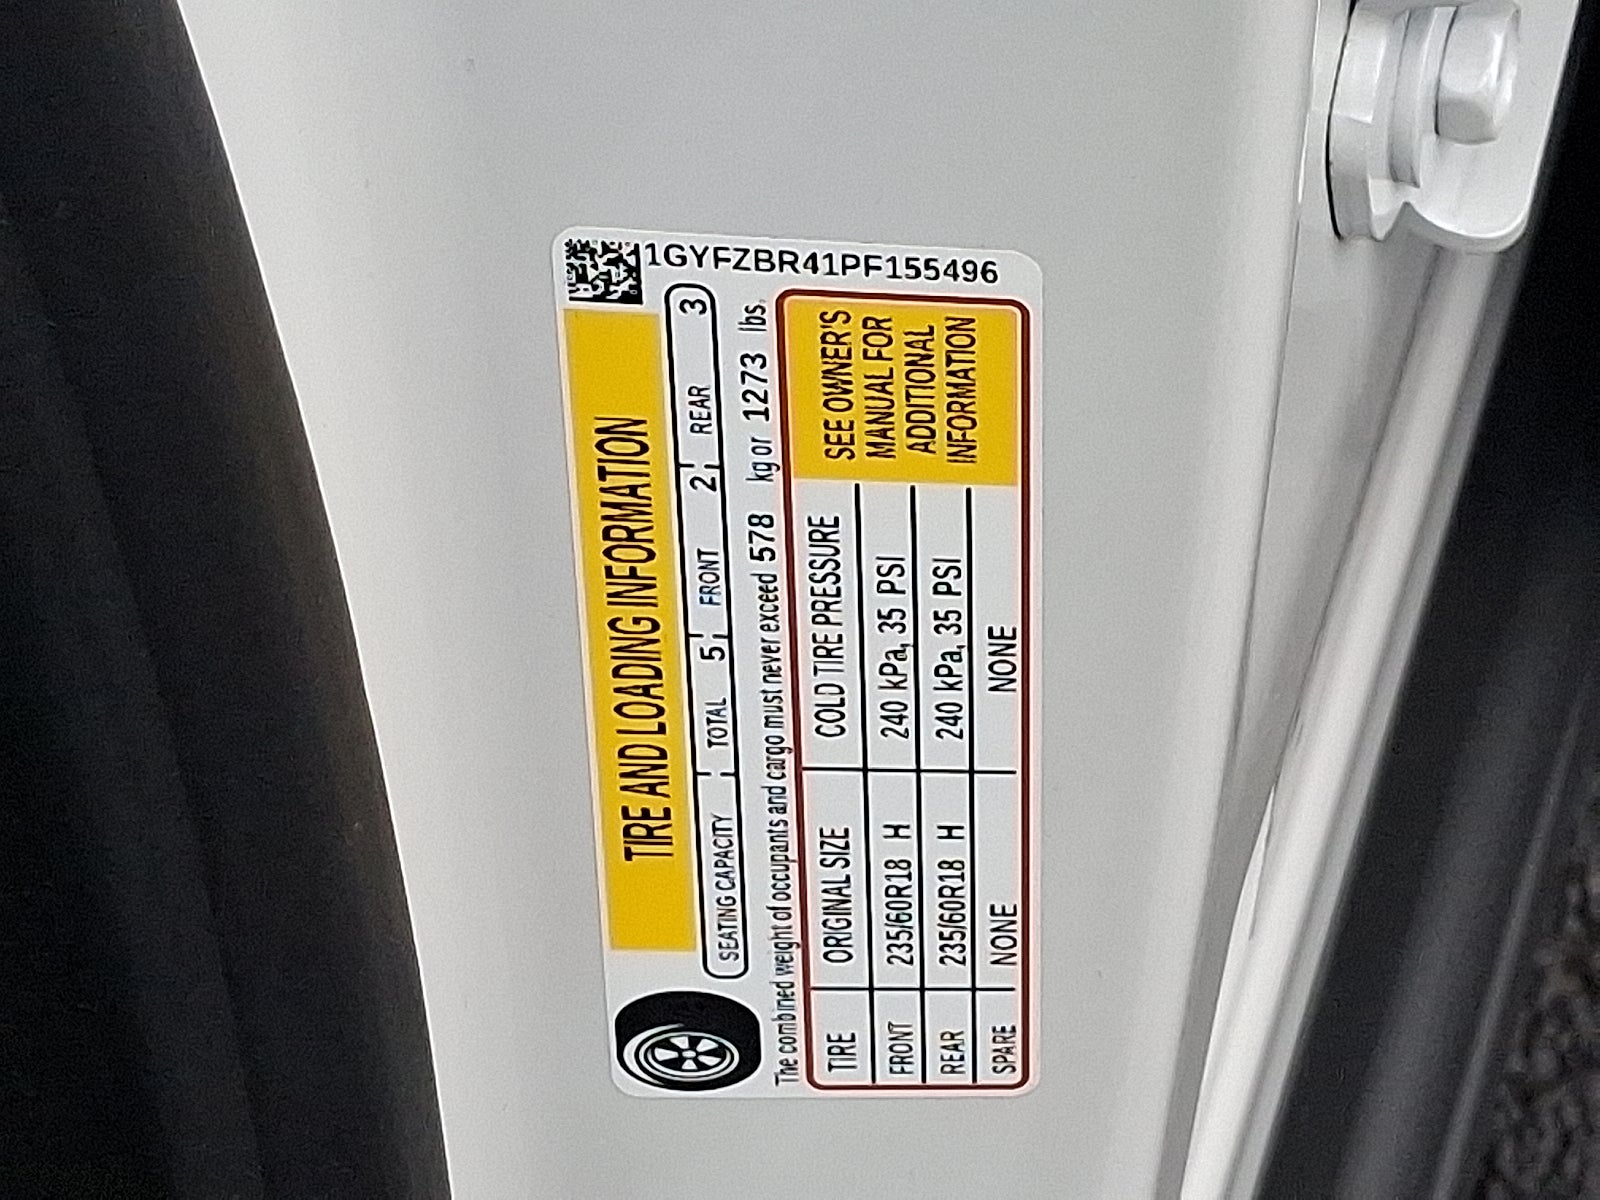 1GYFZBR41PF155496
TIRE AND LOADING INFORMATION
SEATING CAPACITY TOTAL 5 FRONT 2 REAR 3
The combined weight of occupants and cargo must never exceed 578 kg or 1273 lbs.
TIRE ORIGINAL SIZE COLD TIRE PRESSURE
FRONT 235/60R18 H 240 kPa, 35 PSI
REAR 235/60R18 H 240 kPa, 35 PSI
SPARE NONE NONE
SEE OWNER'S
MANUAL FOR
ADDITIONAL
INFORMATION